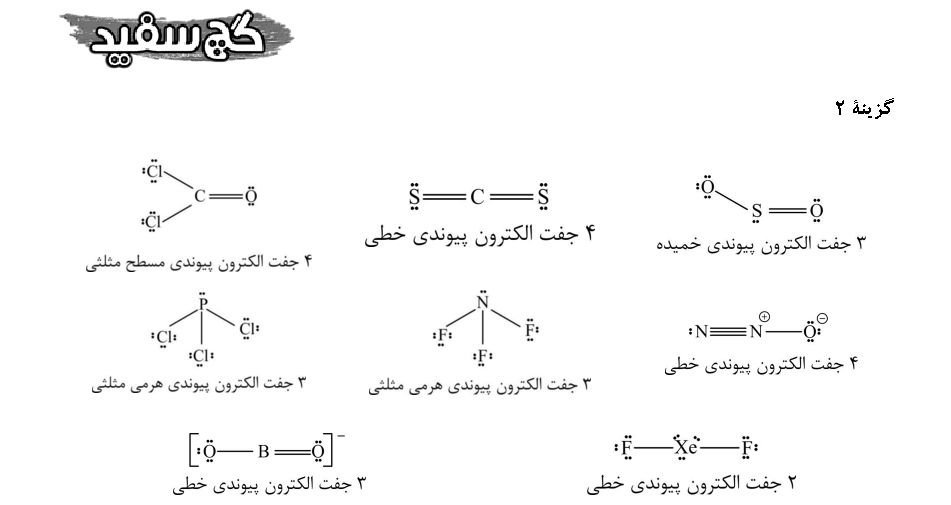 گچ سفید
گزینهٔ ۲
:O S O
۳ جفت الکترون پیوندی خمیده
S C S
۴ جفت الکترون پیوندی خطی
:Cl :Cl C O
۴ جفت الکترون پیوندی مسطح مثلثی
:N≡N⊕—O:⊖
۴ جفت الکترون پیوندی خطی
N :F: :F: F:
۳ جفت الکترون پیوندی هرمی مثلثی
P :Cl: :Cl: Cl:
۳ جفت الکترون پیوندی هرمی مثلثی
:F—Xe—F:
۲ جفت الکترون پیوندی خطی
[:O—B=O]−
۳ جفت الکترون پیوندی خطی